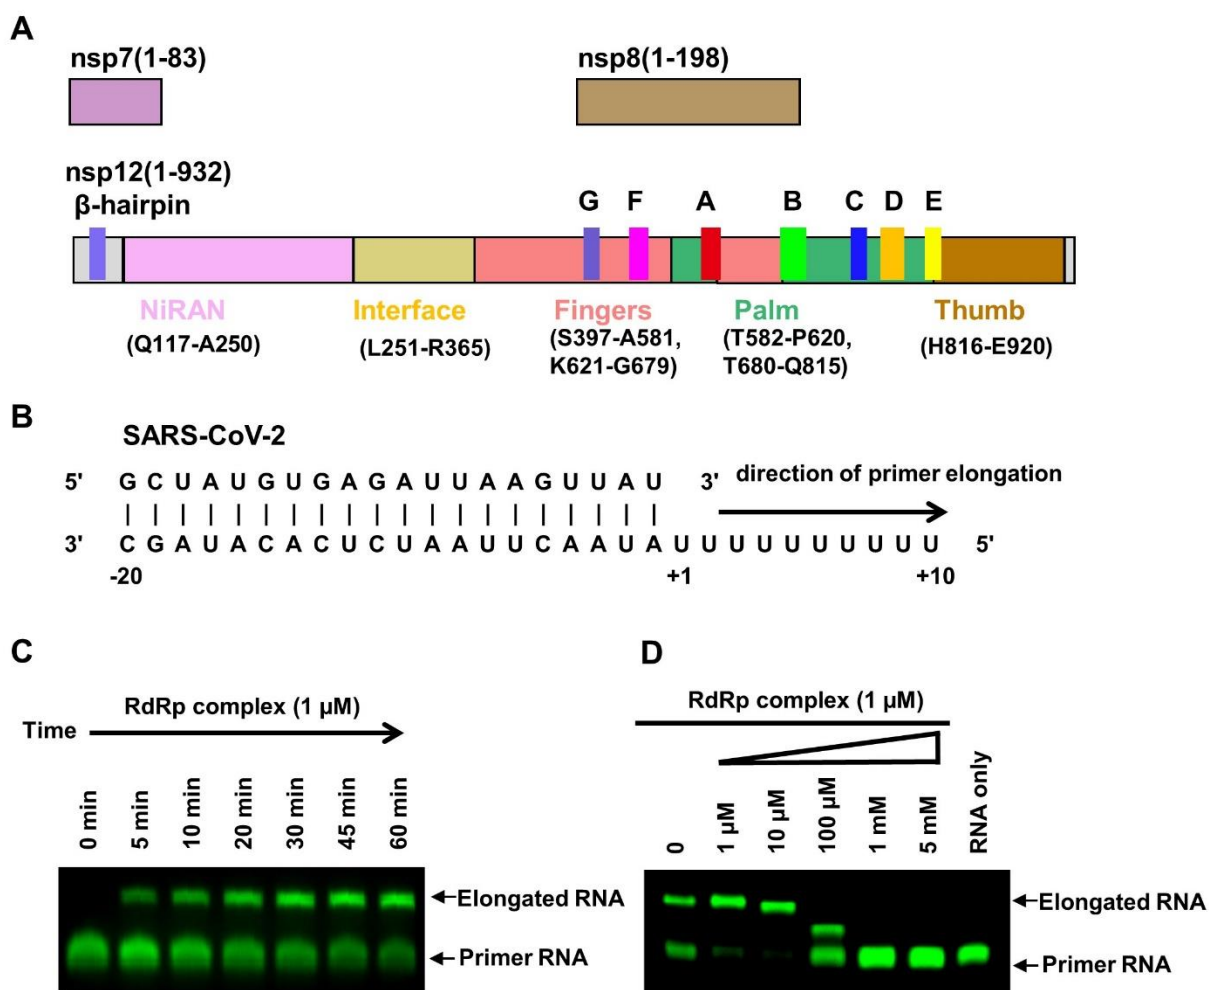 A
nsp7(1-83)
nsp8(1-198)
nsp12(1-932)
β-hairpin
G F A B C D E
NiRAN Interface Fingers Palm Thumb
(Q117-A250) (L251-R365) (S397-A581, (T582-P620, (H816-E920)
K621-G679) T680-Q815)
B
SARS-CoV-2
5' G C U A U G U G A G A U U A A G U U A U 3' direction of primer elongation
3' C G A U A C A C U C U A A U U C A A U A U U U U U U U U U U 5'
-20 +1 +10
C
RdRp complex (1 µM)
Time
0 min 5 min 10 min 20 min 30 min 45 min 60 min
Elongated RNA
Primer RNA
D
RdRp complex (1 µM)
0 1 µM 10 µM 100 µM 1 mM 5 mM RNA only
Elongated RNA
Primer RNA